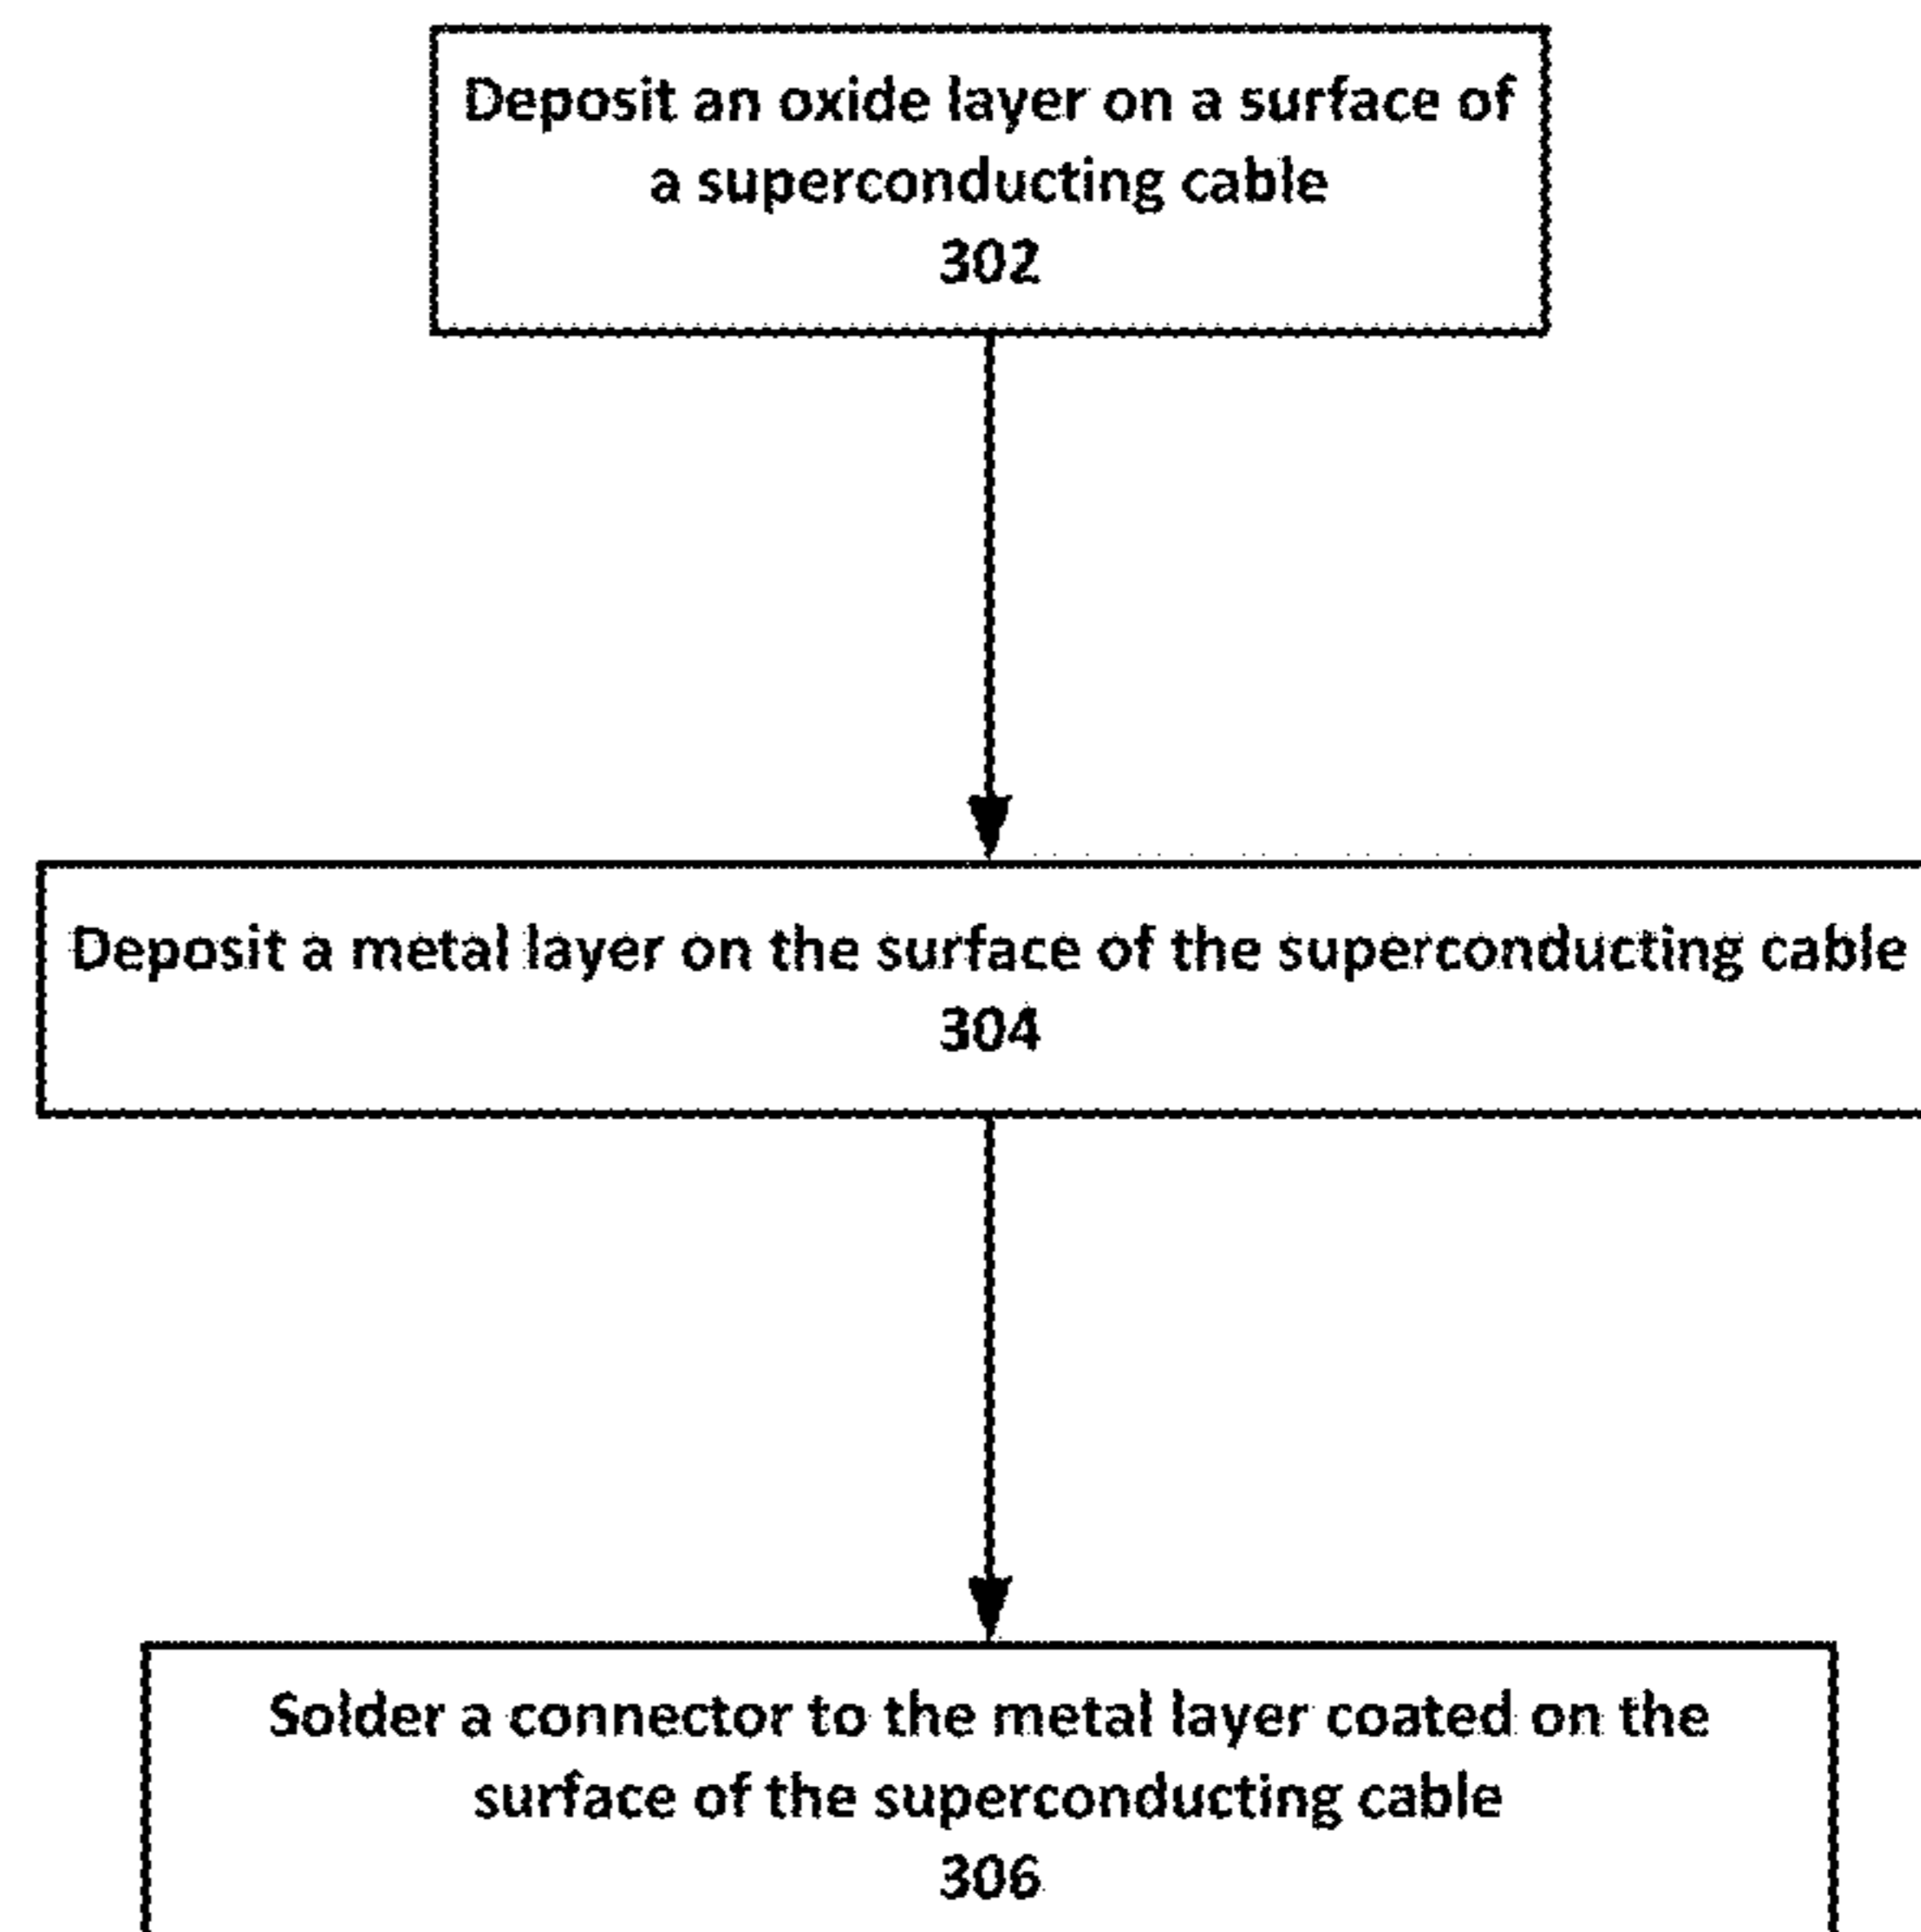 Deposit an oxide layer on a surface of
a superconducting cable
302
Deposit a metal layer on the surface of the superconducting cable
304
Solder a connector to the metal layer coated on the
surface of the superconducting cable
306